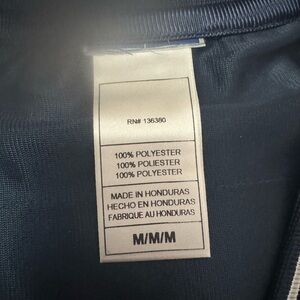 RN# 136380
100% POLYESTER
100% POLIESTER
100% POLYESTER
MADE IN HONDURAS
HECHO EN HONDURAS
FABRIQUE AU HONDURAS
M/M/M